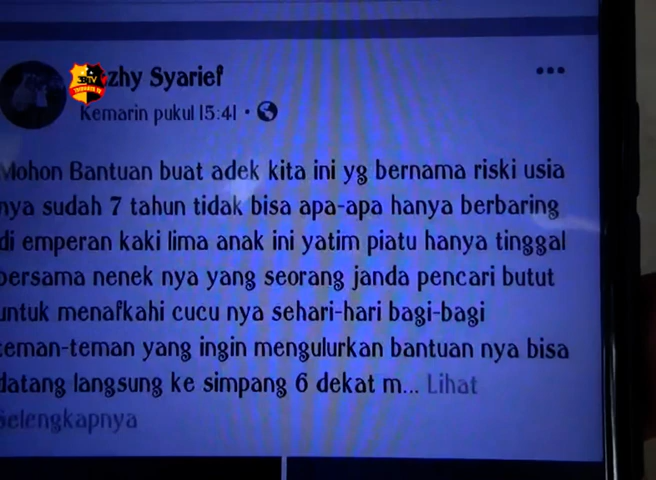 zhy Syarief
Kemarin pukul 15:41 •
Mohon Bantuan buat adek kita ini yg bernama riski usia
nya sudah 7 tahun tidak bisa apa-apa hanya berbaring
di emperan kaki lima anak ini yatim piatu hanya tinggal
bersama nenek nya yang seorang janda pencari butut
untuk menafkahi cucu nya sehari-hari bagi-bagi
teman-teman yang ingin mengulurkan bantuan nya bisa
datang langsung ke simpang 6 dekat m... Lihat
Selengkapnya